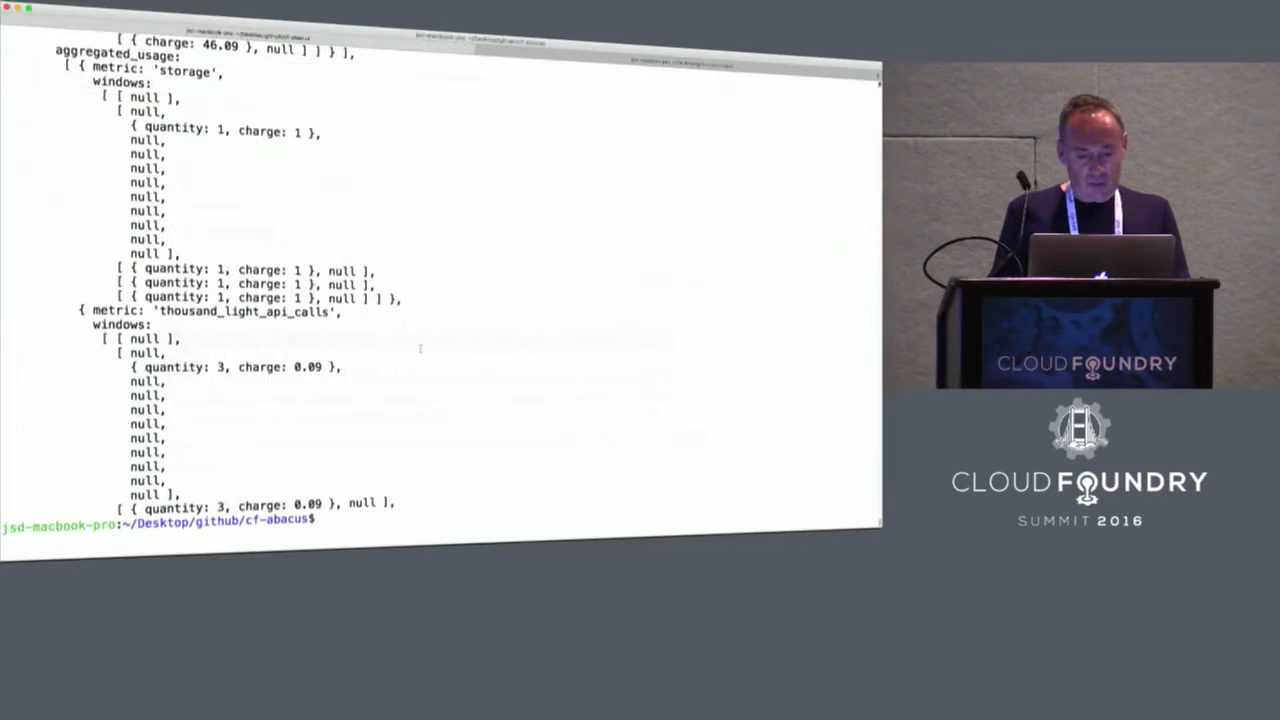 [ { charge: 46.09 }, null ] ] } ],
aggregated_usage:
[ { metric: 'storage',
windows:
[ [ null ],
[ null,
{ quantity: 1, charge: 1 },
null,
null,
null,
null,
null,
null,
null,
null,
null ],
[ { quantity: 1, charge: 1 }, null ],
[ { quantity: 1, charge: 1 }, null ],
[ { quantity: 1, charge: 1 }, null ] ] },
{ metric: 'thousand_light_api_calls',
windows:
[ [ null ],
[ null,
{ quantity: 3, charge: 0.09 },
null,
null,
null,
null,
null,
null,
null,
null,
null ],
[ { quantity: 3, charge: 0.09 }, null ],
jsd-macbook-pro:~/Desktop/github/cf-abacus$
CLOUD FOUNDRY
CLOUD FOUNDRY
SUMMIT 2016